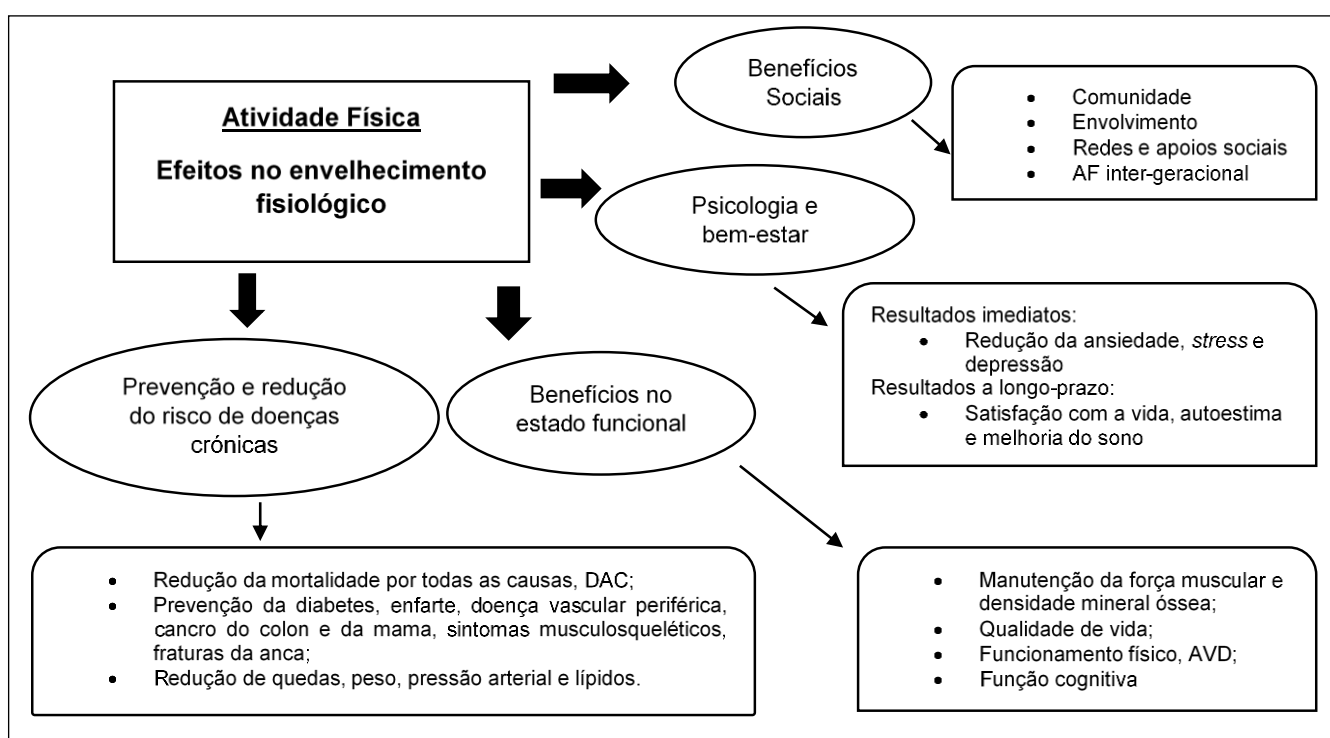 Atividade Física
Efeitos no envelhecimento
fisiológico
Benefícios
Sociais
• Comunidade
• Envolvimento
• Redes e apoios sociais
• AF inter-geracional
Psicologia e
bem-estar
Resultados imediatos:
• Redução da ansiedade, stress e
depressão
Resultados a longo-prazo:
• Satisfação com a vida, autoestima
e melhoria do sono
Prevenção e redução
do risco de doenças
crónicas
Benefícios no
estado funcional
• Redução da mortalidade por todas as causas, DAC;
• Prevenção da diabetes, enfarte, doença vascular periférica,
cancro do colon e da mama, sintomas musculosqueléticos,
fraturas da anca;
• Redução de quedas, peso, pressão arterial e lípidos.
• Manutenção da força muscular e
densidade mineral óssea;
• Qualidade de vida;
• Funcionamento físico, AVD;
• Função cognitiva